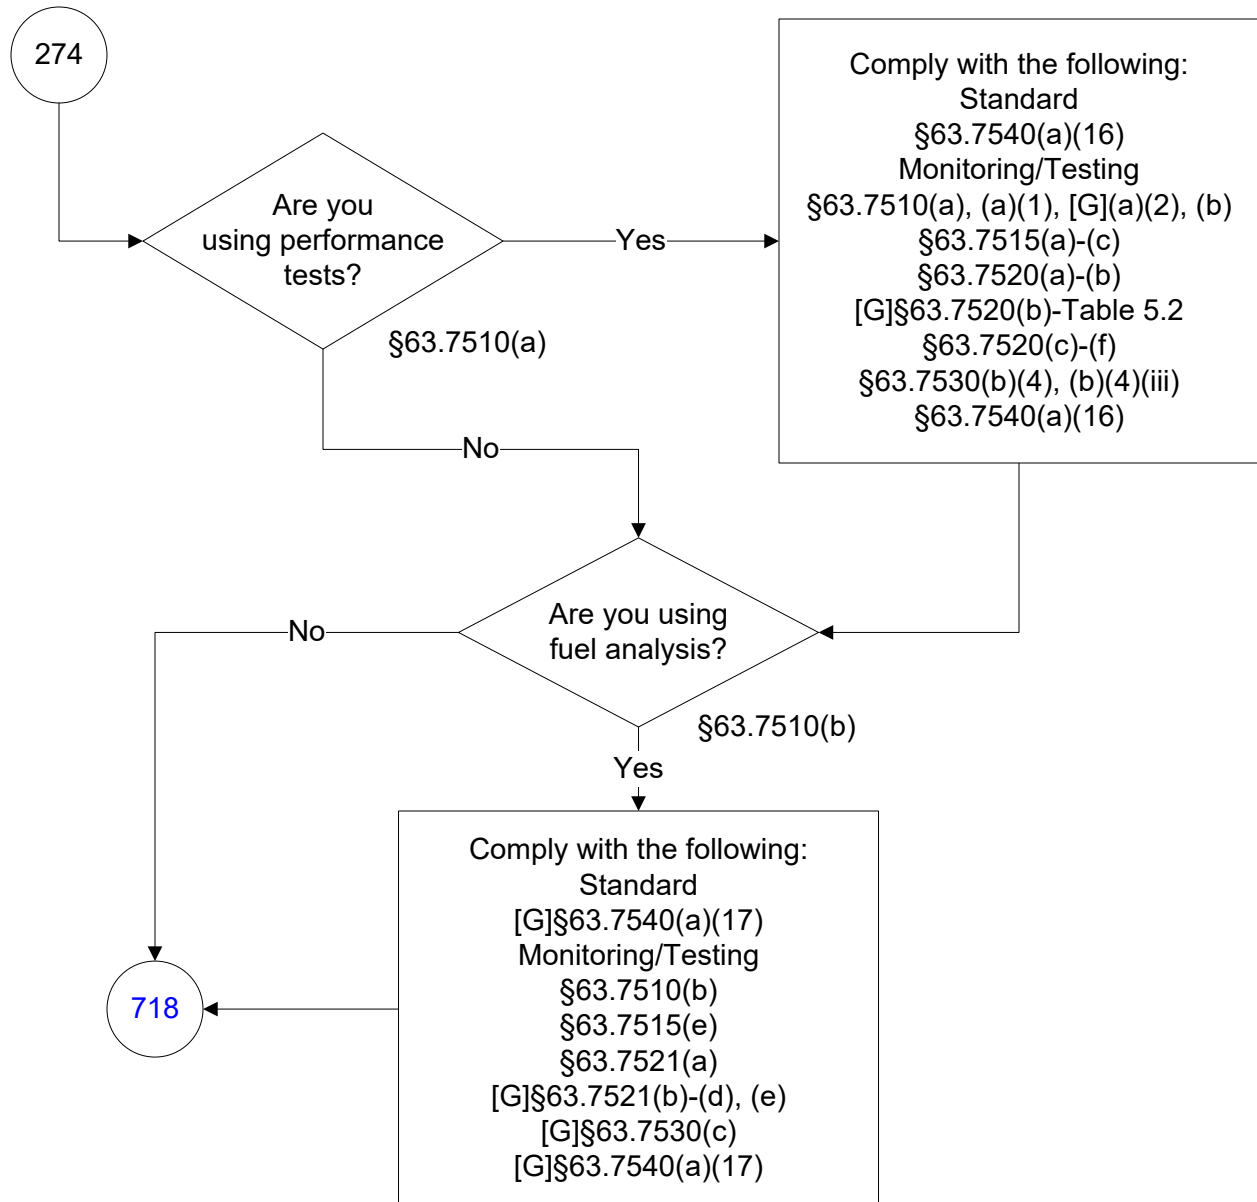 274
Are you
using performance
tests?
§63.7510(a)
Yes
Comply with the following:
Standard
§63.7540(a)(16)
Monitoring/Testing
§63.7510(a), (a)(1), [G](a)(2), (b)
§63.7515(a)-(c)
§63.7520(a)-(b)
[G]§63.7520(b)-Table 5.2
§63.7520(c)-(f)
§63.7530(b)(4), (b)(4)(iii)
§63.7540(a)(16)
No
Are you using
fuel analysis?
§63.7510(b)
No
Yes
Comply with the following:
Standard
[G]§63.7540(a)(17)
Monitoring/Testing
§63.7510(b)
§63.7515(e)
§63.7521(a)
[G]§63.7521(b)-(d), (e)
[G]§63.7530(c)
[G]§63.7540(a)(17)
718